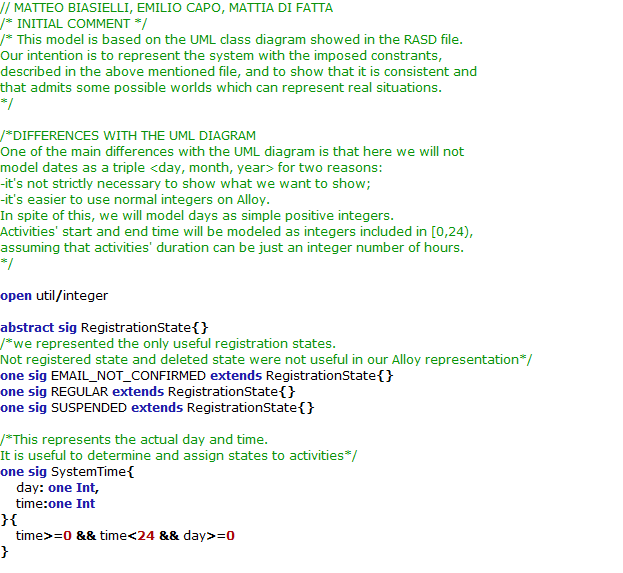 // MATTEO BIASIELLI, EMILIO CAPO, MATTIA DI FATTA
/* INITIAL COMMENT */
/* This model is based on the UML class diagram showed in the RASD file.
Our intention is to represent the system with the imposed constrants,
described in the above mentioned file, and to show that it is consistent and
that admits some possible worlds which can represent real situations.
*/

/*DIFFERENCES WITH THE UML DIAGRAM
One of the main differences with the UML diagram is that here we will not
model dates as a triple <day, month, year> for two reasons:
-it's not strictly necessary to show what we want to show;
-it's easier to use normal integers on Alloy.
In spite of this, we will model days as simple positive integers.
Activities' start and end time will be modeled as integers included in [0,24),
assuming that activities' duration can be just an integer number of hours.
*/

open util/integer

abstract sig RegistrationState{}
/*we represented the only useful registration states.
Not registered state and deleted state were not useful in our Alloy representation*/
one sig EMAIL_NOT_CONFIRMED extends RegistrationState{}
one sig REGULAR extends RegistrationState{}
one sig SUSPENDED extends RegistrationState{}

/*This represents the actual day and time.
It is useful to determine and assign states to activities*/
one sig SystemTime{
    day: one Int,
    time:one Int
}{
    time>=0 && time<24 && day>=0
}